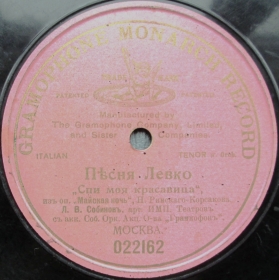 GRAMOPHONE MONARCH RECORD
Manufactured by
The Gramophone Company, Limited,
and Sister Companies.
ITALIAN
TENOR
Пѣсня Левко
„Спи моя красавица",
изъ оп. „Майская ночь", Н. Римскаго-Корсакова.
Л. В. Собиновъ, арт. ИМП. Театровъ
МОСКВА.
022162